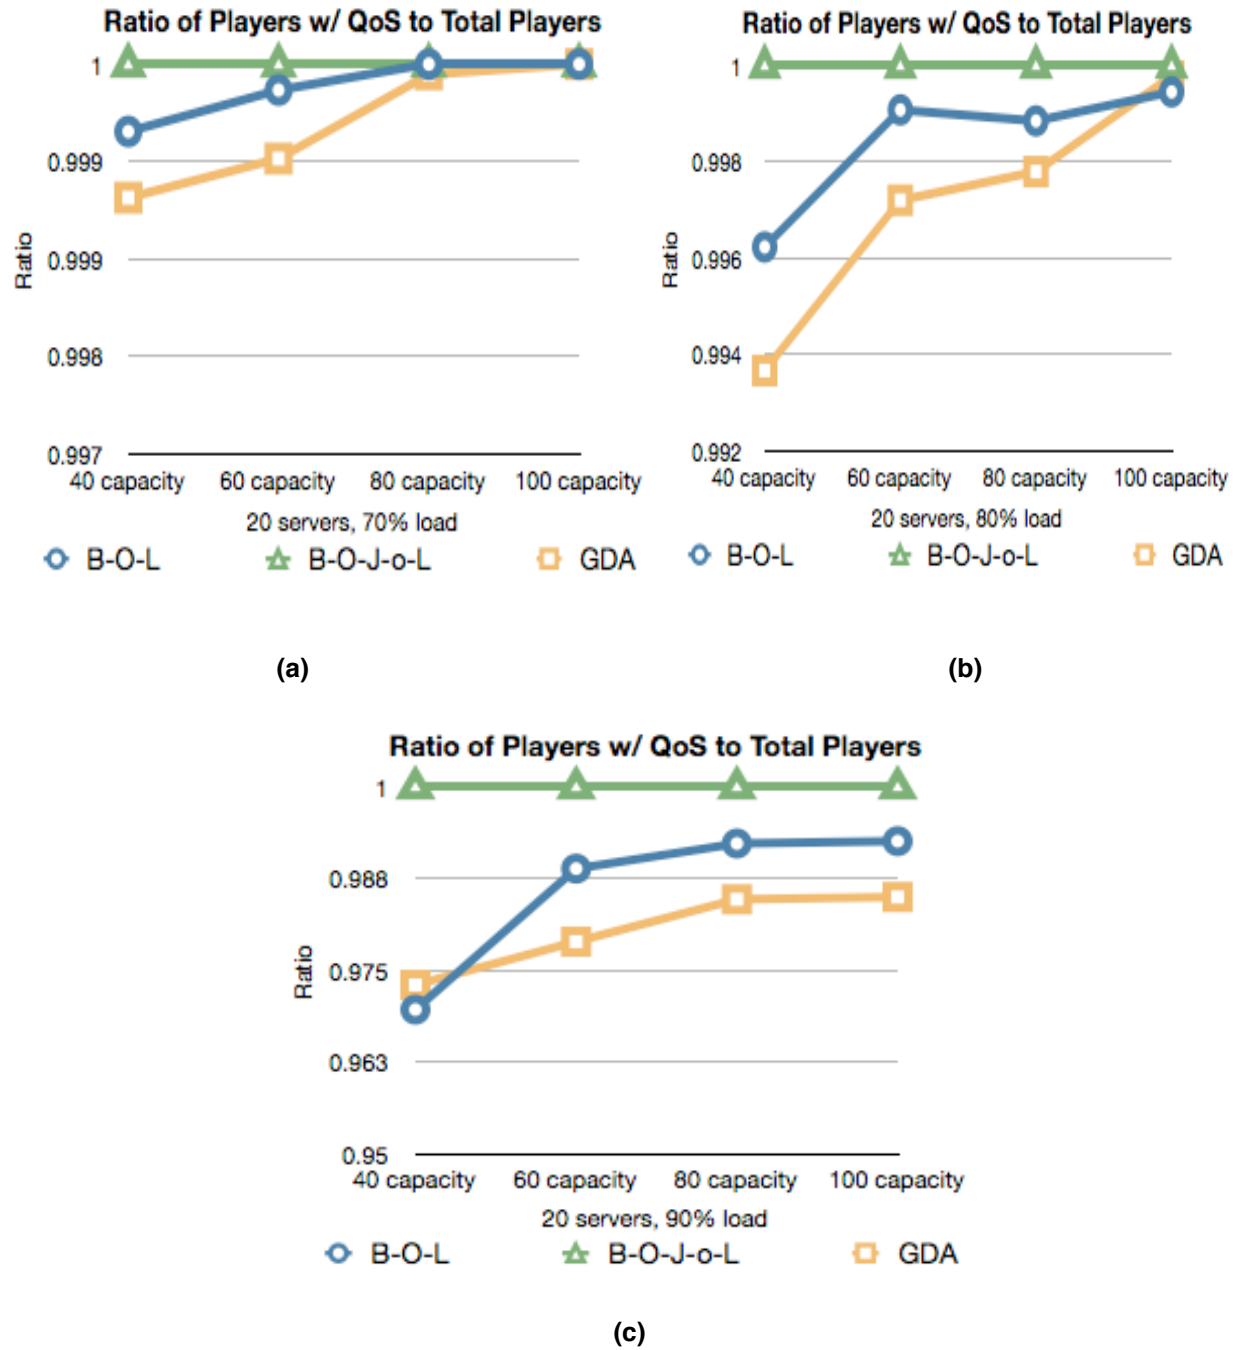 Ratio of Players w/ QoS to Total Players
1
0.999
0.999
0.998
0.997
Ratio
40 capacity 60 capacity 80 capacity 100 capacity
20 servers, 70% load
B-O-L B-O-J-o-L GDA
(a)
Ratio of Players w/ QoS to Total Players
1
0.998
0.996
0.994
0.992
Ratio
40 capacity 60 capacity 80 capacity 100 capacity
20 servers, 80% load
B-O-L B-O-J-o-L GDA
(b)
Ratio of Players w/ QoS to Total Players
1
0.988
0.975
0.963
0.95
Ratio
40 capacity 60 capacity 80 capacity 100 capacity
20 servers, 90% load
B-O-L B-O-J-o-L GDA
(c)